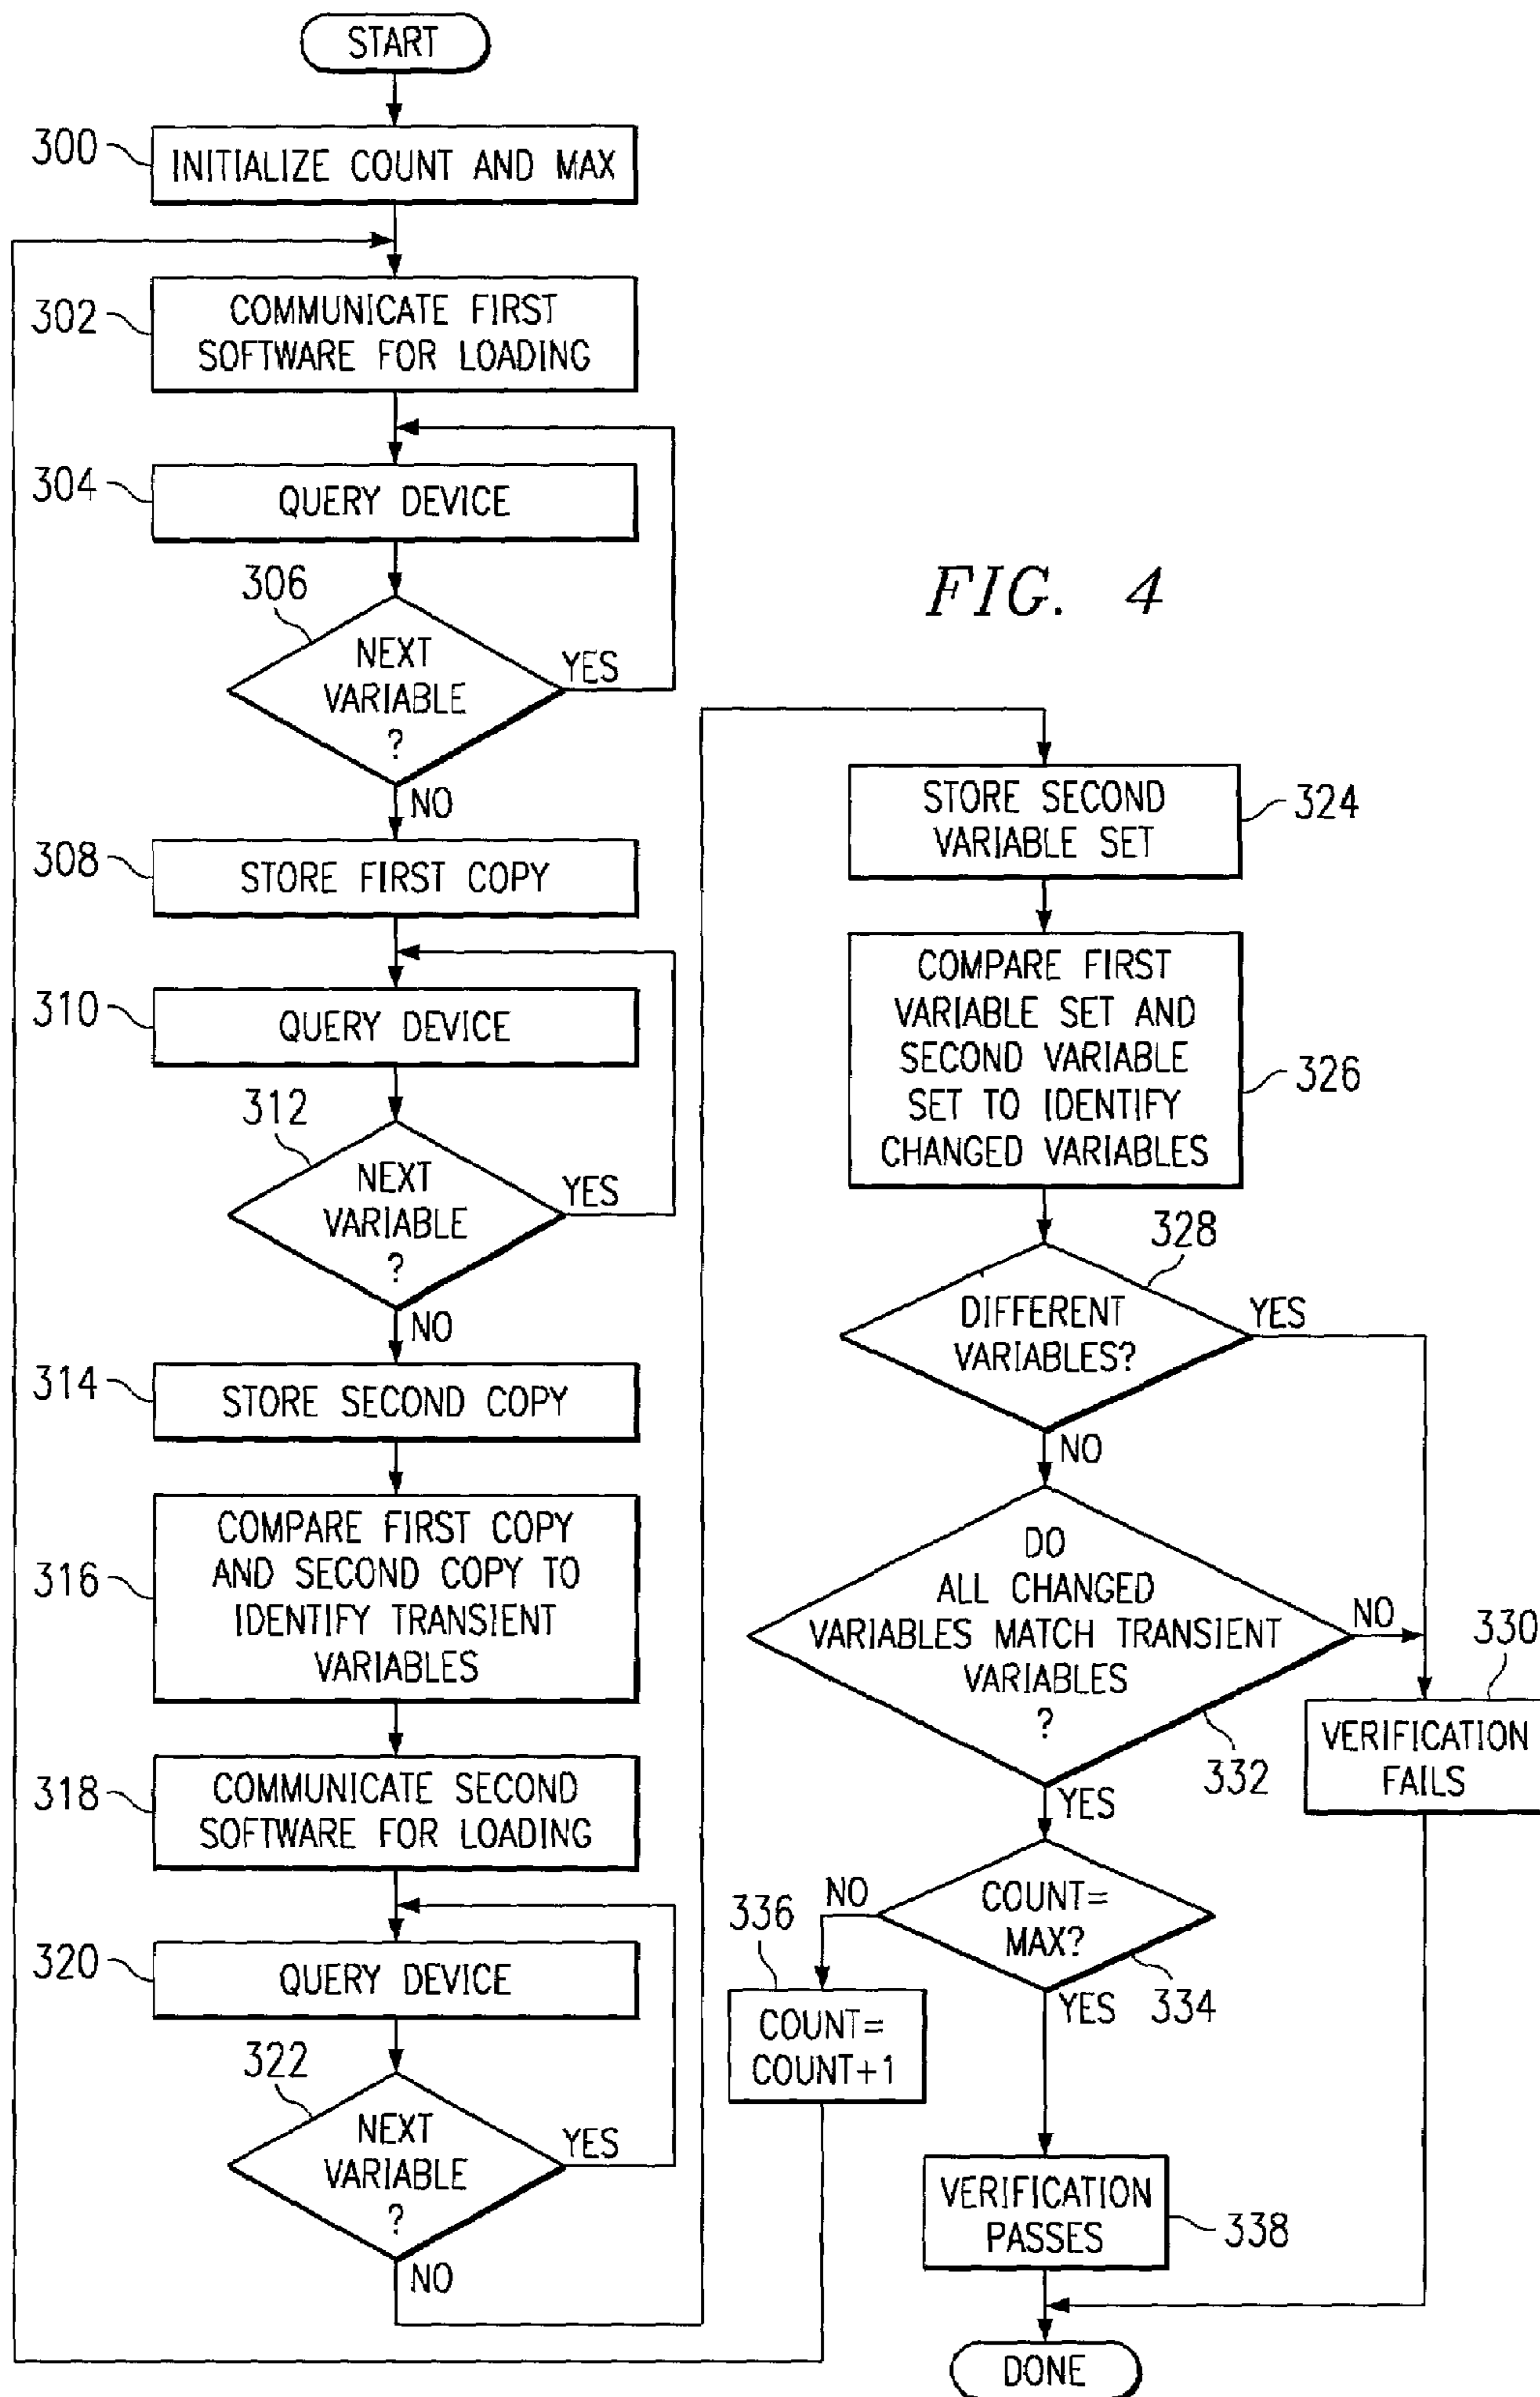 START
300
INITIALIZE COUNT AND MAX
302
COMMUNICATE FIRST
SOFTWARE FOR LOADING
304
QUERY DEVICE
306
NEXT
VARIABLE
?
YES
NO
308
STORE FIRST COPY
310
QUERY DEVICE
312
NEXT
VARIABLE
?
YES
NO
314
STORE SECOND COPY
316
COMPARE FIRST COPY
AND SECOND COPY TO
IDENTIFY TRANSIENT
VARIABLES
318
COMMUNICATE SECOND
SOFTWARE FOR LOADING
320
QUERY DEVICE
322
NEXT
VARIABLE
?
YES
NO
FIG. 4
STORE SECOND
VARIABLE SET
324
COMPARE FIRST
VARIABLE SET AND
SECOND VARIABLE
SET TO IDENTIFY
CHANGED VARIABLES
326
328
DIFFERENT
VARIABLES?
YES
NO
DO
ALL CHANGED
VARIABLES MATCH TRANSIENT
VARIABLES
?
NO
332
YES
330
VERIFICATION
FAILS
COUNT=
MAX?
NO
334
YES
336
COUNT=
COUNT+1
VERIFICATION
PASSES
338
DONE